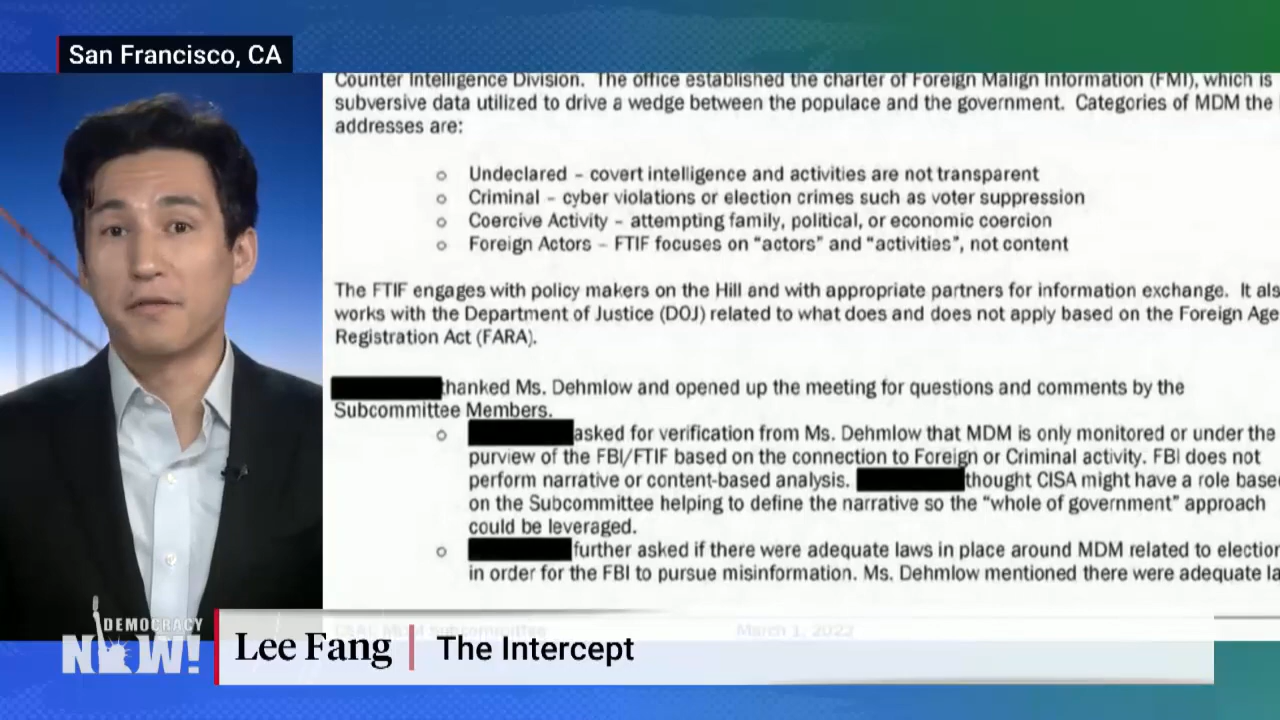 San Francisco, CA
Counter Intelligence Division. The office established the charter of Foreign Malign Information (FMI), which is
subversive data utilized to drive a wedge between the populace and the government. Categories of MDM the
addresses are:
Undeclared – covert intelligence and activities are not transparent
Criminal – cyber violations or election crimes such as voter suppression
Coercive Activity – attempting family, political, or economic coercion
Foreign Actors – FTIF focuses on "actors" and "activities", not content
The FTIF engages with policy makers on the Hill and with appropriate partners for information exchange. It als
works with the Department of Justice (DOJ) related to what does and does not apply based on the Foreign Age
Registration Act (FARA).
hanked Ms. Dehmlow and opened up the meeting for questions and comments by the
Subcommittee Members.
asked for verification from Ms. Dehmlow that MDM is only monitored or under the
purview of the FBI/FTIF based on the connection to Foreign or Criminal activity. FBI does not
perform narrative or content-based analysis. thought CISA might have a role base
on the Subcommittee helping to define the narrative so the "whole of government" approach
could be leveraged.
further asked if there were adequate laws in place around MDM related to election
in order for the FBI to pursue misinformation. Ms. Dehmlow mentioned there were adequate la
Subcommittee March 1, 2022
DEMOCRACY
NOW!
Lee Fang
The Intercept